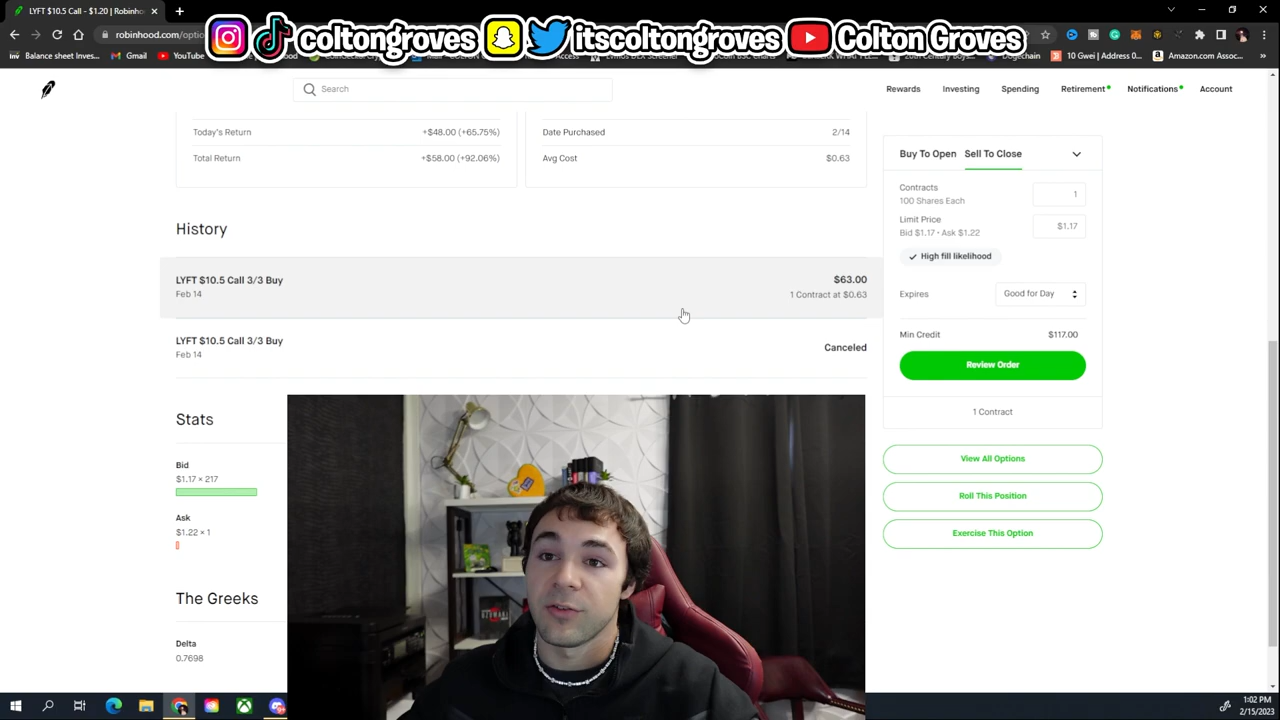 LYFT $10.5 Call - $1.20 | Robinhood
robinhood.com/opti
coltongroves itscoltongroves Colton Groves
Balance sheet Invest...
Gmail
YouTube
10 Gwei | Address 0...
Amazon.com Assoc...
Search
Rewards Investing Spending Retirement Notifications Account
Today's Return +$48.00 (+65.75%)
Total Return +$58.00 (+92.06%)
Date Purchased 2/14
Avg Cost $0.63
Buy To Open Sell To Close
Contracts
100 Shares Each
1
Limit Price
Bid $1.17 • Ask $1.22
$1.17
High fill likelihood
Expires Good for Day
Min Credit $117.00
Review Order
1 Contract
View All Options
Roll This Position
Exercise This Option
History
LYFT $10.5 Call 3/3 Buy $63.00
Feb 14 1 Contract at $0.63
LYFT $10.5 Call 3/3 Buy
Feb 14
Canceled
Stats
Bid
$1.17 × 217
Ask
$1.22 × 1
The Greeks
Delta
0.7698
1:02 PM
2/15/2023